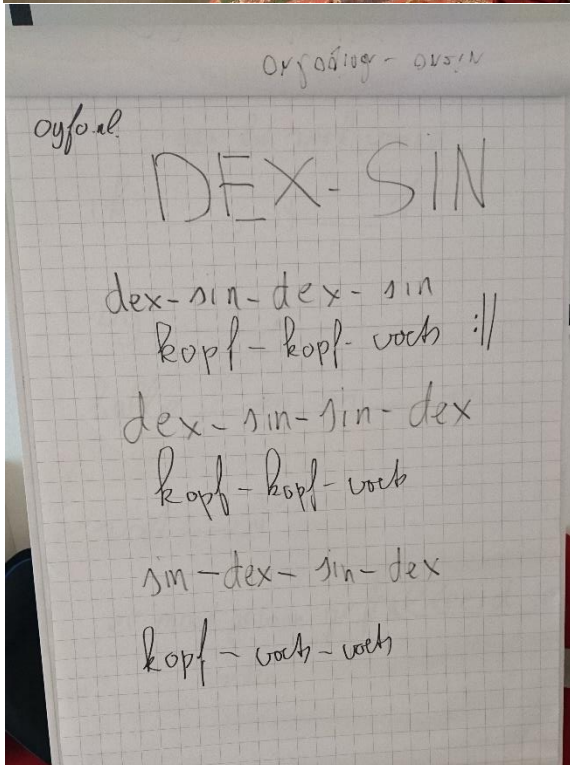 DEX-SIN
dex-sin-dex-sin
kopf-kopf-voch :||
dex-sin-sin-dex
kopf-kopf-voch
sin-dex-sin-dex
kopf-voch-voch